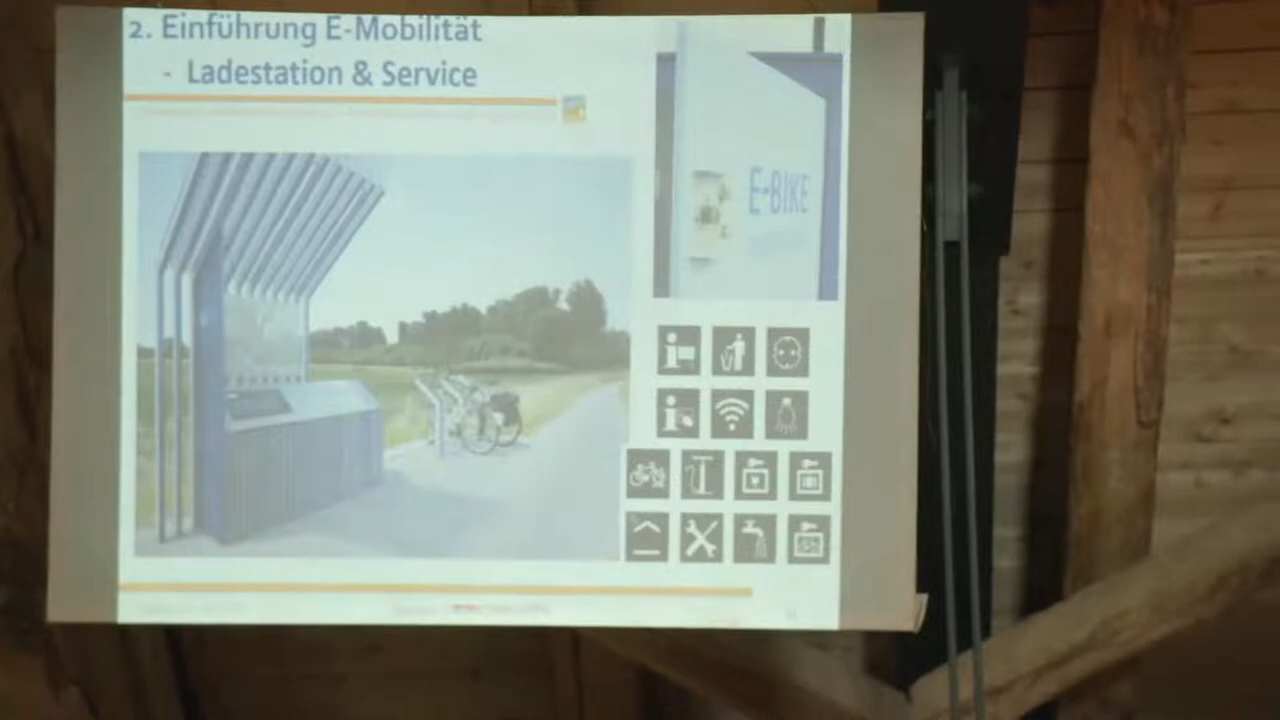 2. Einführung E-Mobilität
- Ladestation & Service
E-BIKE